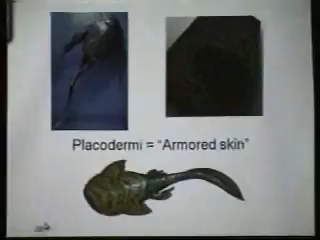 Placodermi = "Armored skin"